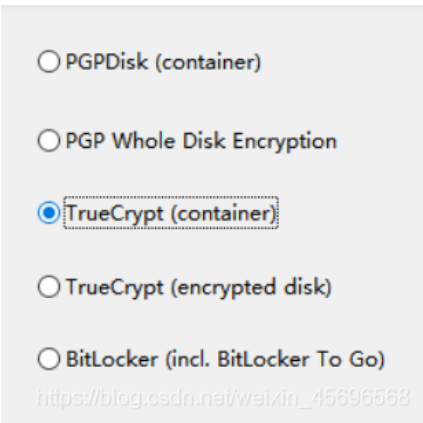 PGPDisk (container)
PGP Whole Disk Encryption
TrueCrypt (container)
TrueCrypt (encrypted disk)
BitLocker (incl. BitLocker To Go)
https://blog.csdn.net/weixin_45696568